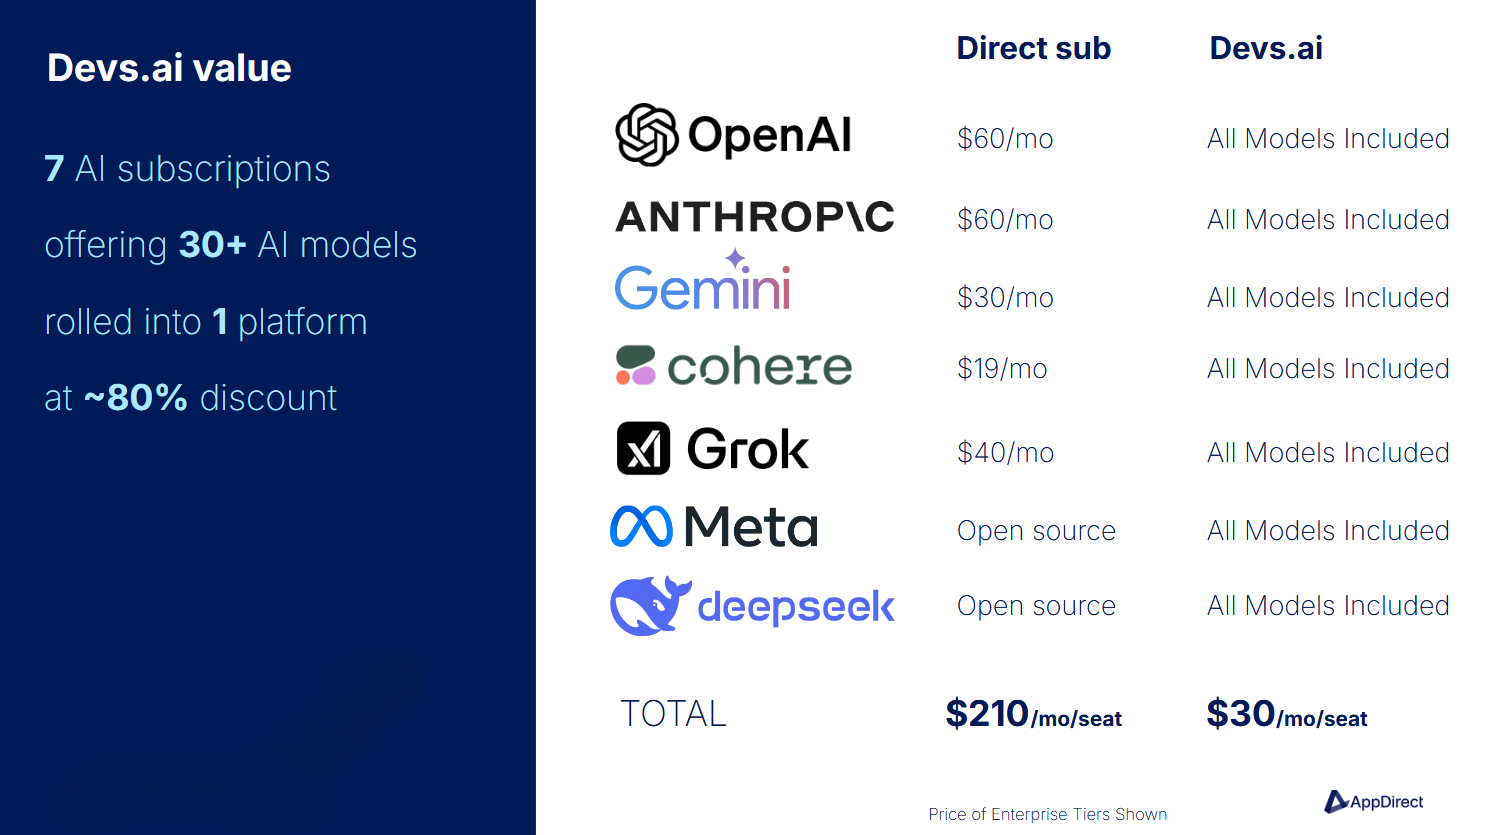 Devs.ai value
7 AI subscriptions
offering 30+ AI models
rolled into 1 platform
at ~80% discount
Direct sub Devs.ai
OpenAI $60/mo All Models Included
ANTHROP\C $60/mo All Models Included
Gemini $30/mo All Models Included
cohere $19/mo All Models Included
Grok $40/mo All Models Included
Meta Open source All Models Included
deepseek Open source All Models Included
TOTAL $210/mo/seat $30/mo/seat
Price of Enterprise Tiers Shown
AppDirect